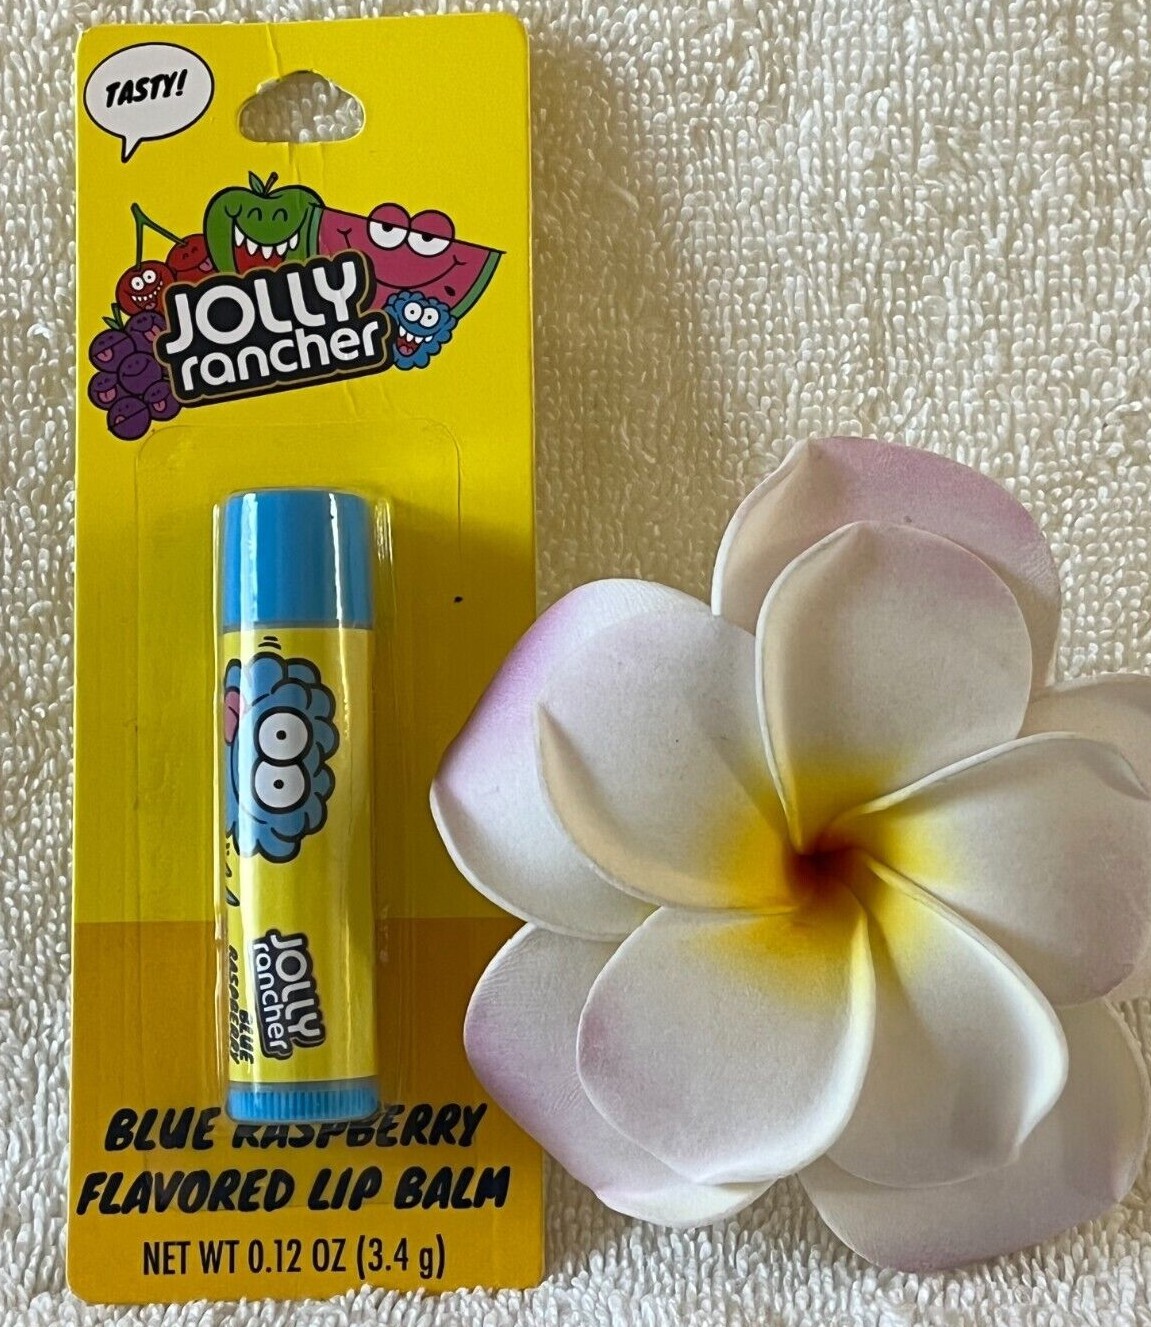 TASTY!
JOLLY
rancher
JOLLY
rancher
BLUE
RASPBERRY
BLUE RASPBERRY
FLAVORED LIP BALM
NET WT 0.12 OZ (3.4 g)